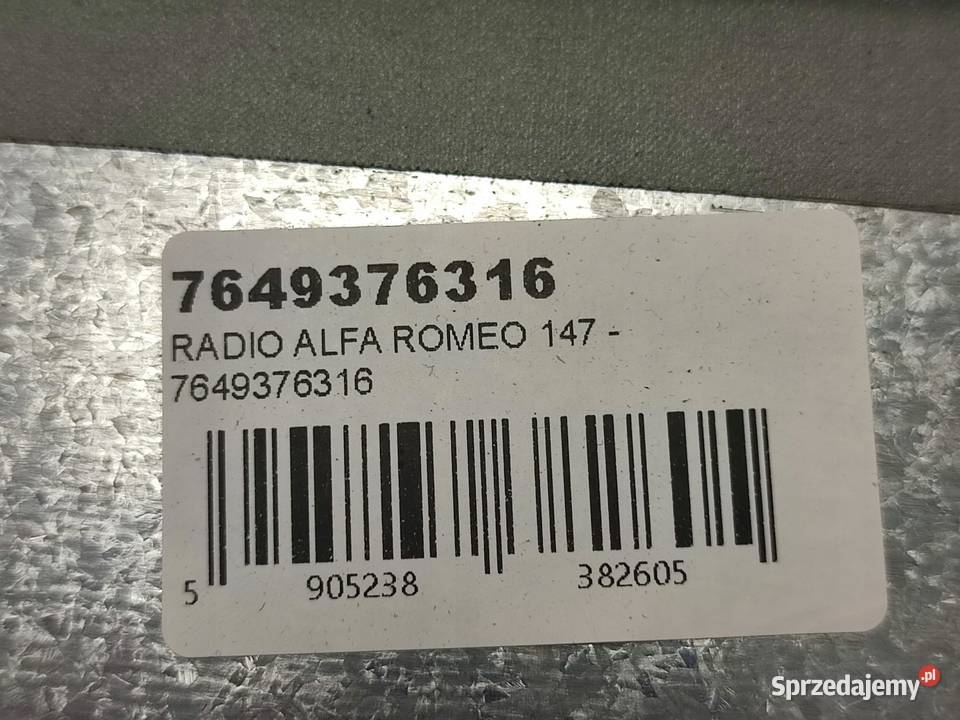 7649376316
RADIO ALFA ROMEO 147 -
7649376316
5 905238 382605
Sprzedajemy.pl